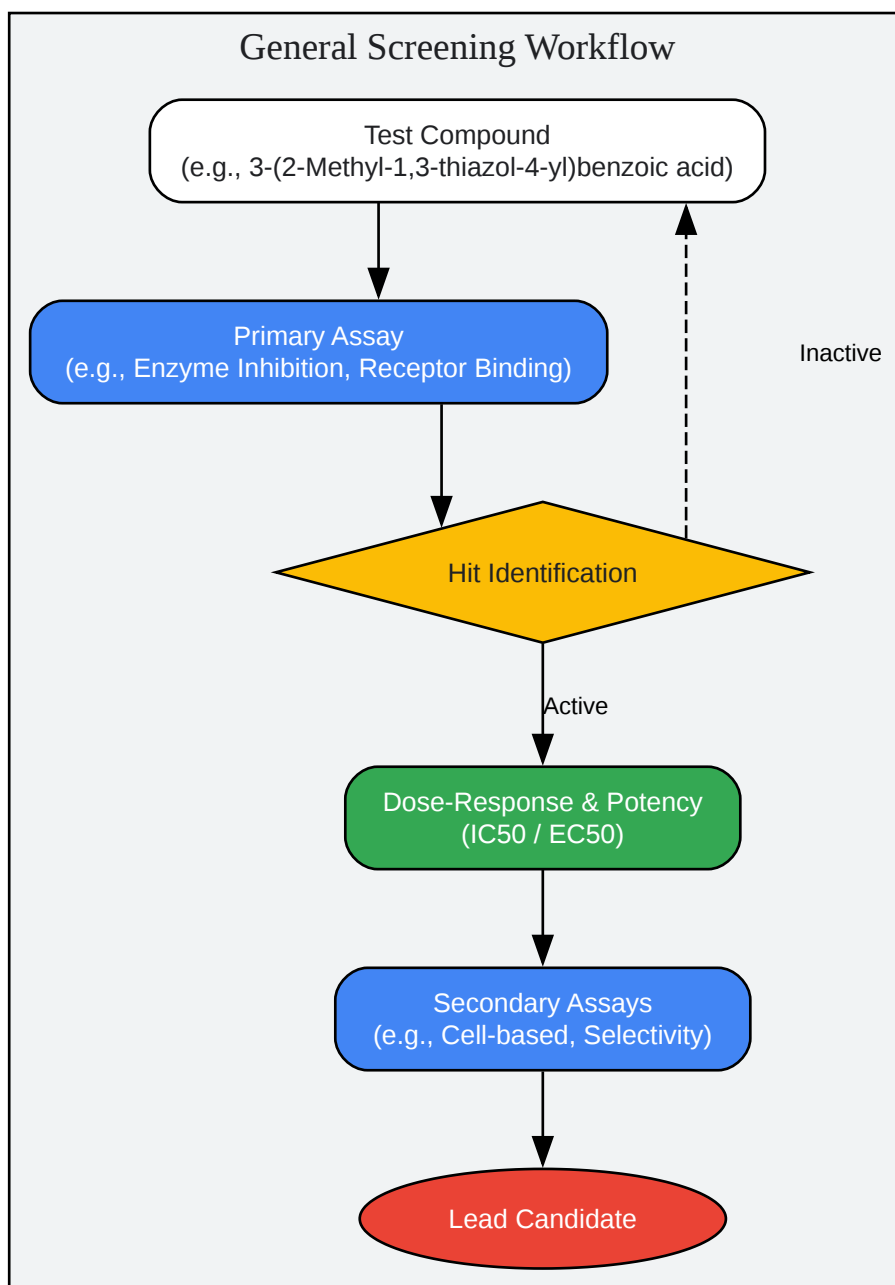 General Screening Workflow
Test Compound
(e.g., 3-(2-Methyl-1,3-thiazol-4-yl)benzoic acid)
Primary Assay
(e.g., Enzyme Inhibition, Receptor Binding)
Inactive
Hit Identification
Active
Dose-Response & Potency
(IC50 / EC50)
Secondary Assays
(e.g., Cell-based, Selectivity)
Lead Candidate